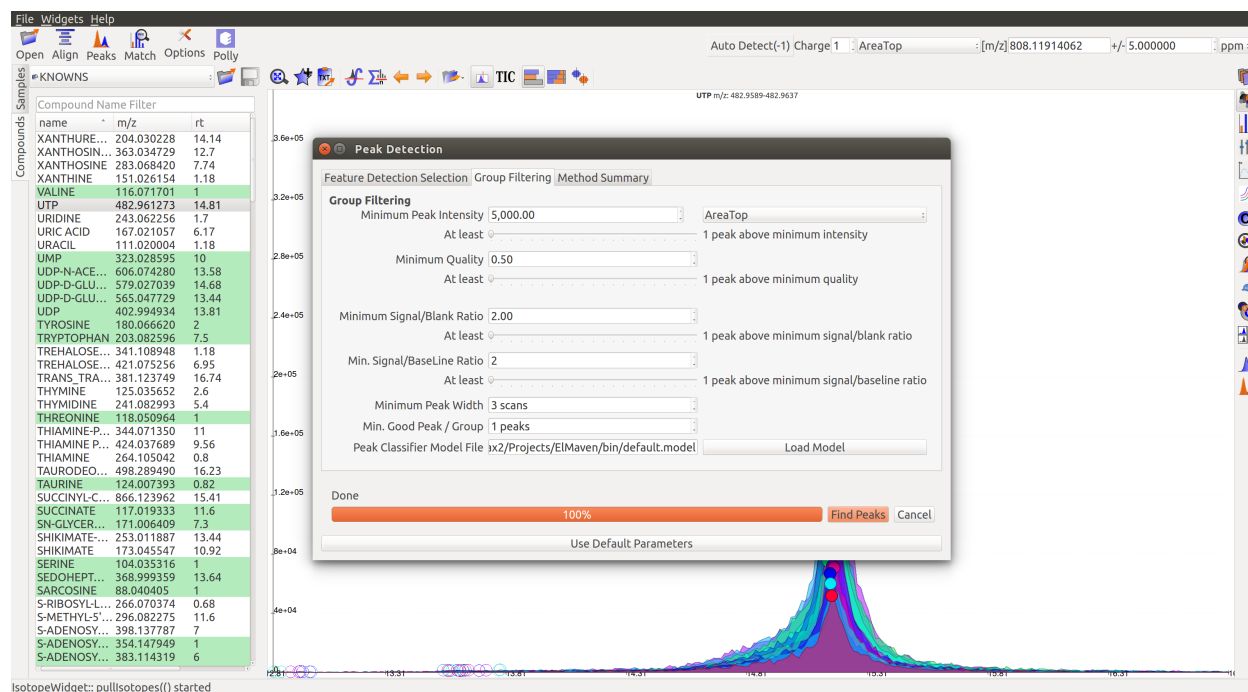 File Widgets Help
Open Align Peaks Match Options Polly
Auto Detect(-1) Charge 1 AreaTop [m/z] 808.11914062 +/- 5.000000 ppm
Samples
Compounds
KNOWNS
TXT
TIC
Compound Name Filter
name m/z rt
XANTHURE... 204.030228 14.14
XANTHOSIN... 363.034729 12.7
XANTHOSINE 283.068420 7.74
XANTHINE 151.026154 1.18
VALINE 116.071701 1
UTP 482.961273 14.81
URIDINE 243.062256 1.7
URIC ACID 167.021057 6.17
URACIL 111.020004 1.18
UMP 323.028595 10
UDP-N-ACE... 606.074280 13.58
UDP-D-GLU... 579.027039 14.68
UDP-D-GLU... 565.047729 13.44
UDP 402.994934 13.81
TYROSINE 180.066620 2
TRYPTOPHAN 203.082596 7.5
TREHALOSE... 341.108948 1.18
TREHALOSE... 421.075256 6.95
TRANS_TRA... 381.123749 16.74
THYMINE 125.035652 2.6
THYMIDINE 241.082993 5.4
THREONINE 118.050964 1
THIAMINE-P... 344.071350 11
THIAMINE P... 424.037689 9.56
THIAMINE 264.105042 0.8
TAURODEO... 498.289490 16.23
TAURINE 124.007393 0.82
SUCCINYL-C... 866.123962 15.41
SUCCINATE 117.019333 11.6
SN-GLYCER... 171.006409 7.3
SHIKIMATE-... 253.011887 13.44
SHIKIMATE 173.045547 10.92
SERINE 104.035316 1
SEDOHEPT... 368.999359 13.64
SARCOSINE 88.040405 1
S-RIBOSYL-L... 266.070374 0.68
S-METHYL-5'... 296.082275 11.6
S-ADENOSY... 398.137787 7
S-ADENOSY... 354.147949 1
S-ADENOSY... 383.114319 6
UTP m/z: 482.9589-482.9637
3.6e+05
3.2e+05
2.8e+05
2.4e+05
2e+05
1.6e+05
1.2e+05
8e+04
4e+04
12.81 13.31 13.81 14.31 14.81 15.31 15.81 16.31
Peak Detection
Feature Detection Selection Group Filtering Method Summary
Group Filtering
Minimum Peak Intensity 5,000.00 AreaTop
At least 1 peak above minimum intensity
Minimum Quality 0.50
At least 1 peak above minimum quality
Minimum Signal/Blank Ratio 2.00
At least 1 peak above minimum signal/blank ratio
Min. Signal/BaseLine Ratio 2
At least 1 peak above minimum signal/baseline ratio
Minimum Peak Width 3 scans
Min. Good Peak / Group 1 peaks
Peak Classifier Model File ax2/Projects/ElMaven/bin/default.model Load Model
Done
100% Find Peaks Cancel
Use Default Parameters
IsotopeWidget:: pullIsotopes(() started